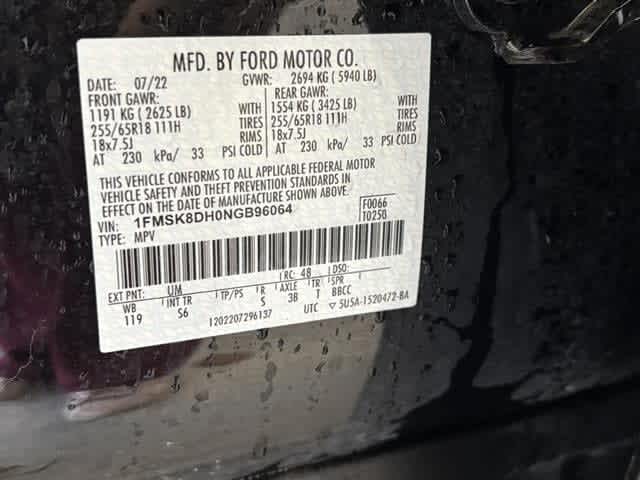 MFD. BY FORD MOTOR CO.
DATE: 07/22 GVWR: 2694 KG ( 5940 LB)
FRONT GAWR: REAR GAWR:
1191 KG ( 2625 LB) WITH 1554 KG ( 3425 LB) WITH
255/65R18 111H TIRES 255/65R18 111H TIRES
18x7.5J RIMS 18x7.5J RIMS
AT 230 kPa/ 33 PSI COLD AT 230 kPa/ 33 PSI COLD
THIS VEHICLE CONFORMS TO ALL APPLICABLE FEDERAL MOTOR
VEHICLE SAFETY AND THEFT PREVENTION STANDARDS IN
EFFECT ON THE DATE OF MANUFACTURE SHOWN ABOVE.
VIN: 1FMSK8DH0NGB96064 F0066
TYPE: MPV T0250
EXT PNT: UM RC: 48 DSO:
WB INT TR TP/PS R AXLE TR BBCC
119 S6 S 3B T
1202207296137 UTC ▽ 5U5A-1520472-BA